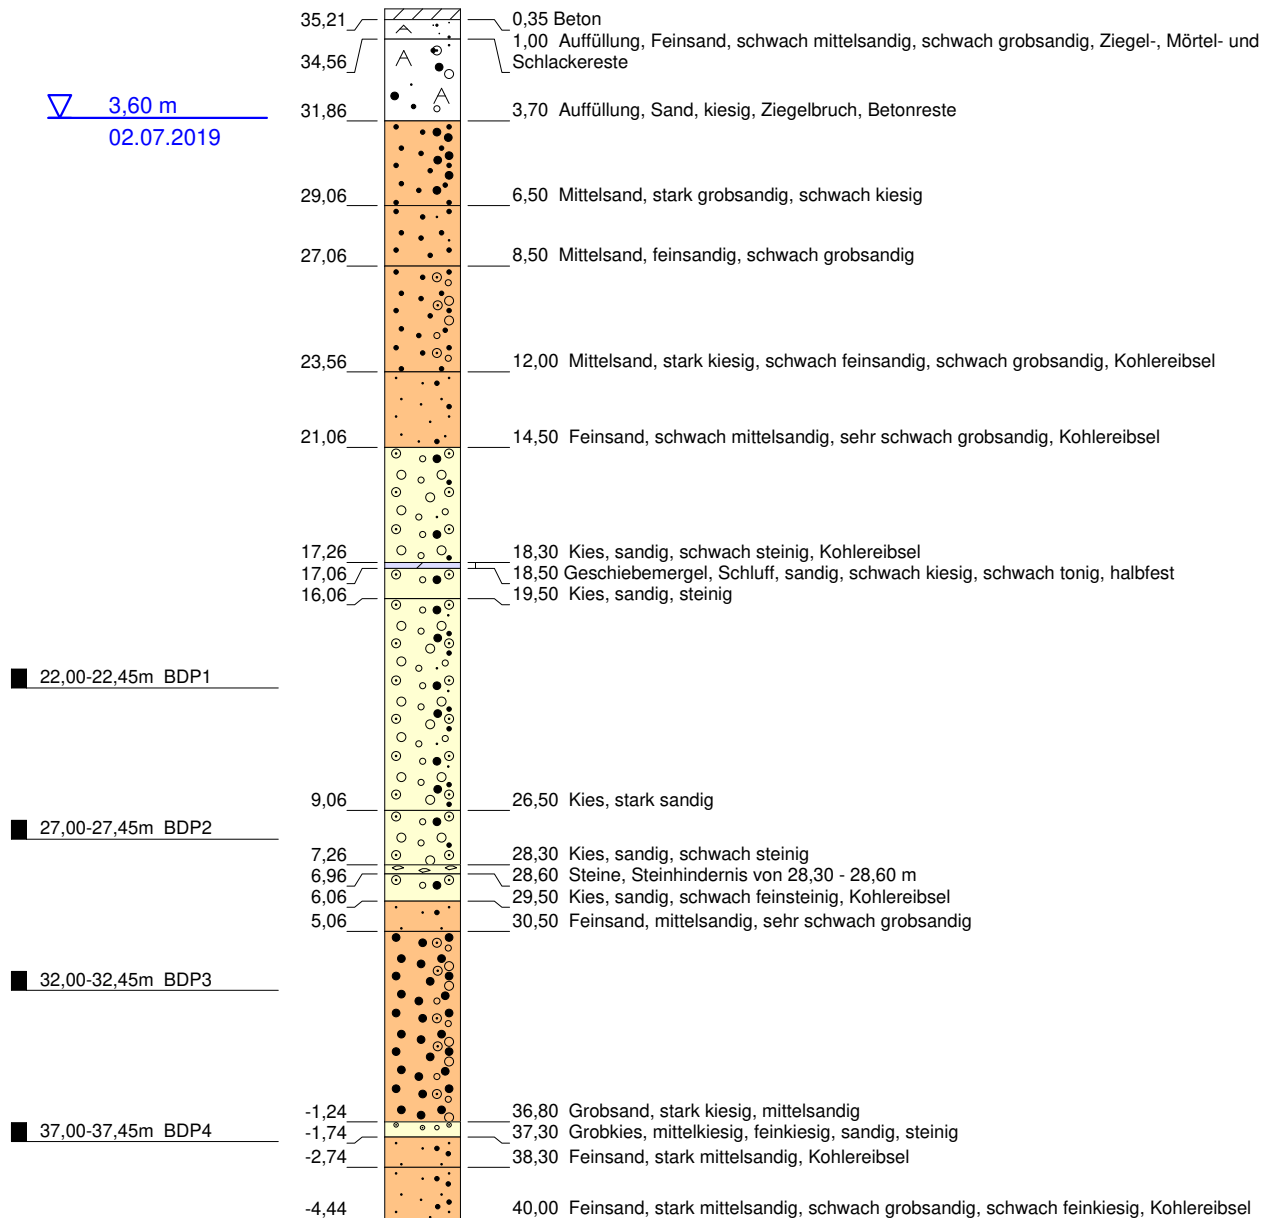 35,21 0,35 Beton
1,00 Auffüllung, Feinsand, schwach mittelsandig, schwach grobsandig, Ziegel-, Mörtel- und
34,56 Schlackereste
3,60 m 31,86 3,70 Auffüllung, Sand, kiesig, Ziegelbruch, Betonreste
02.07.2019
29,06 6,50 Mittelsand, stark grobsandig, schwach kiesig
27,06 8,50 Mittelsand, feinsandig, schwach grobsandig
23,56 12,00 Mittelsand, stark kiesig, schwach feinsandig, schwach grobsandig, Kohlereibsel
21,06 14,50 Feinsand, schwach mittelsandig, sehr schwach grobsandig, Kohlereibsel
17,26 18,30 Kies, sandig, schwach steinig, Kohlereibsel
17,06 18,50 Geschiebemergel, Schluff, sandig, schwach kiesig, schwach tonig, halbfest
16,06 19,50 Kies, sandig, steinig
22,00-22,45m BDP1
9,06 26,50 Kies, stark sandig
27,00-27,45m BDP2
7,26 28,30 Kies, sandig, schwach steinig
6,96 28,60 Steine, Steinhindernis von 28,30 - 28,60 m
6,06 29,50 Kies, sandig, schwach feinsteinig, Kohlereibsel
5,06 30,50 Feinsand, mittelsandig, sehr schwach grobsandig
32,00-32,45m BDP3
-1,24 36,80 Grobsand, stark kiesig, mittelsandig
37,00-37,45m BDP4 -1,74 37,30 Grobkies, mittelkiesig, feinkiesig, sandig, steinig
-2,74 38,30 Feinsand, stark mittelsandig, Kohlereibsel
-4,44 40,00 Feinsand, stark mittelsandig, schwach grobsandig, schwach feinkiesig, Kohlereibsel